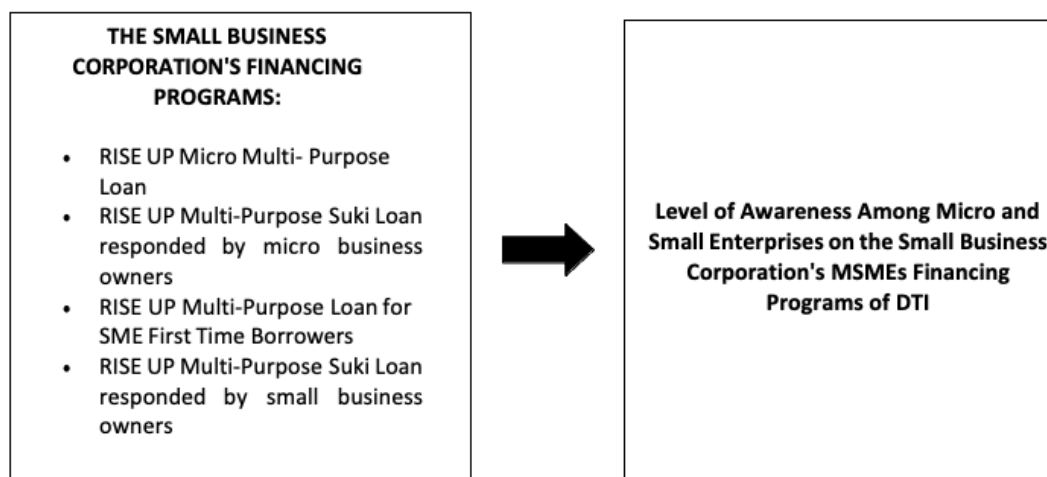 THE SMALL BUSINESS
CORPORATION'S FINANCING
PROGRAMS:
• RISE UP Micro Multi- Purpose
Loan
• RISE UP Multi-Purpose Suki Loan
responded by micro business
owners
• RISE UP Multi-Purpose Loan for
SME First Time Borrowers
• RISE UP Multi-Purpose Suki Loan
responded by small business
owners
Level of Awareness Among Micro and
Small Enterprises on the Small Business
Corporation's MSMEs Financing
Programs of DTI